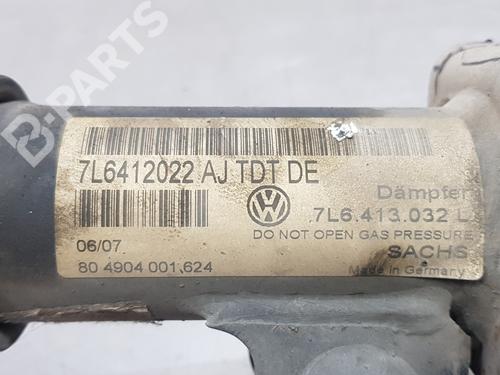 B-PARTS
7L6412022 AJ TDT DE
Dämpfer
7L6.413.032 L
DO NOT OPEN GAS PRESSURE
06/07
SACHS
80 4904 001,624
Made in Germany